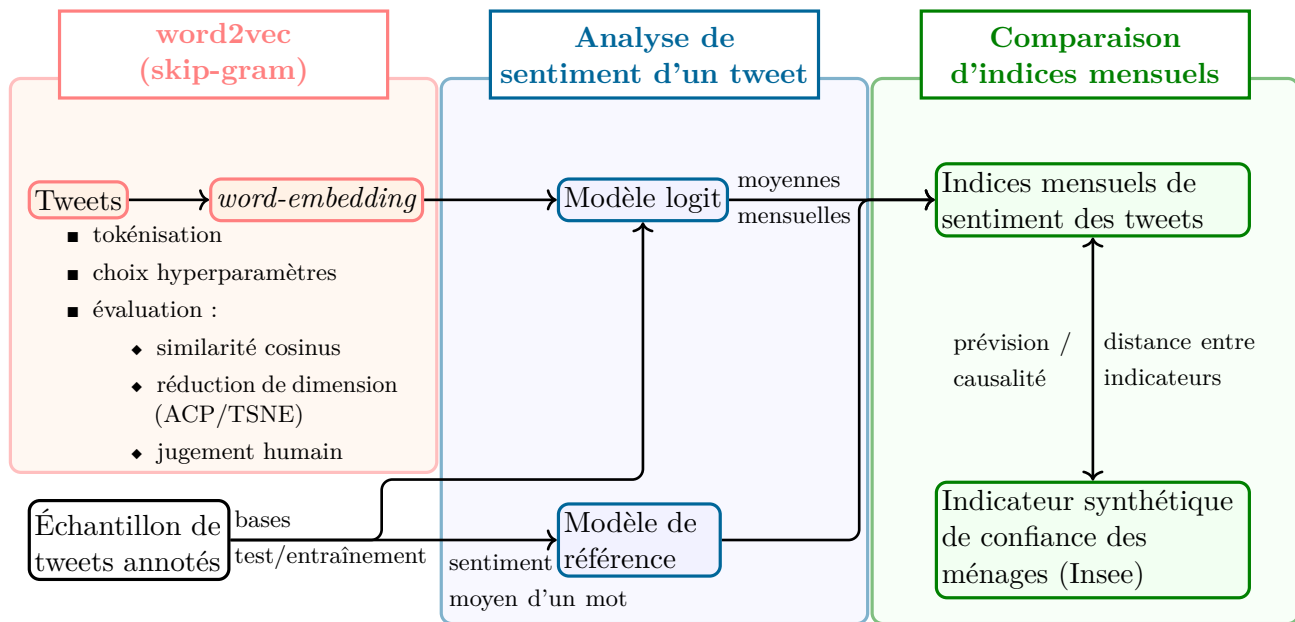 word2vec
(skip-gram)
Analyse de
sentiment d'un tweet
Comparaison
d'indices mensuels
Tweets
word-embedding
■ tokénisation
■ choix hyperparamètres
■ évaluation :
◆ similarité cosinus
◆ réduction de dimension
(ACP/TSNE)
◆ jugement humain
Échantillon de
tweets annotés
bases
test/entraînement
Modèle logit
moyennes
mensuelles
Modèle de
référence
sentiment
moyen d'un mot
Indices mensuels de
sentiment des tweets
prévision /
causalité
distance entre
indicateurs
Indicateur synthétique
de confiance des
ménages (Insee)